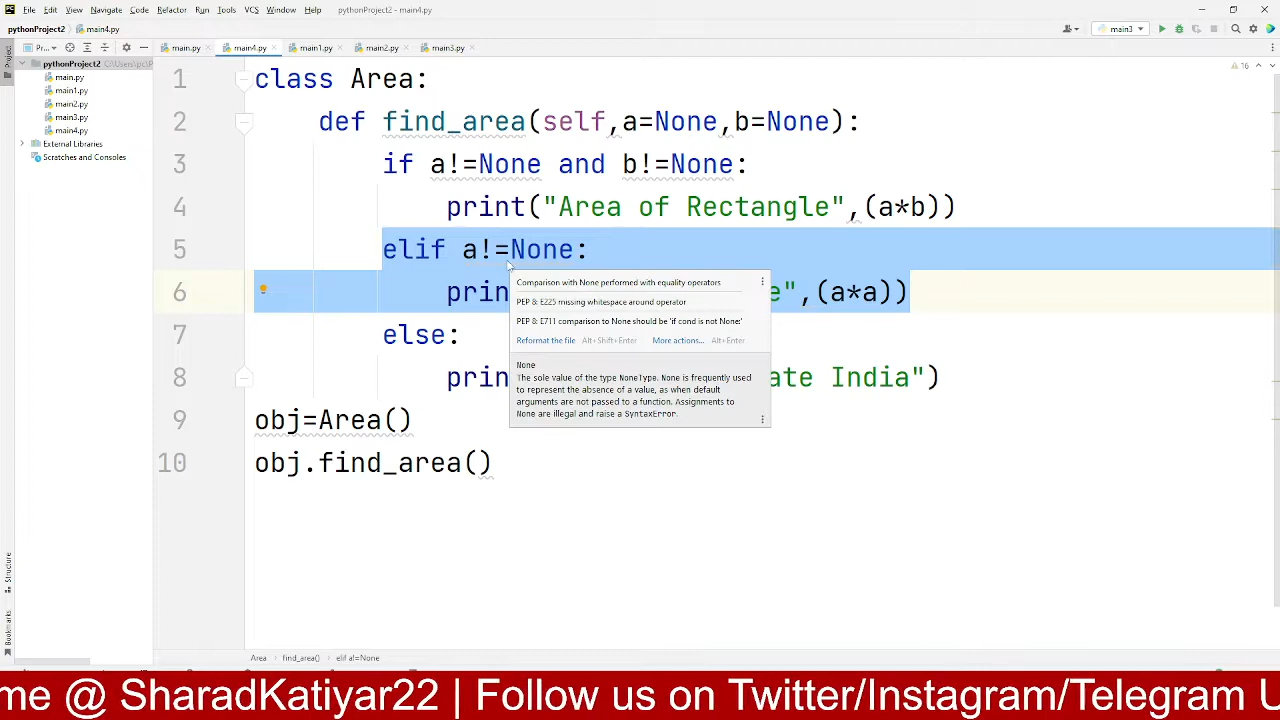 PC File Edit View Navigate Code Refactor Run Tools VCS Window Help pythonProject2 - main4.py
pythonProject2 main4.py main3
Project Pr... main.py main4.py main1.py main2.py main3.py
pythonProject2 C:\Users\pc\P
main.py
main1.py
main2.py
main3.py
main4.py
External Libraries
Scratches and Consoles
16
1 class Area:
2 def find_area(self,a=None,b=None):
3 if a!=None and b!=None:
4 print("Area of Rectangle",(a*b))
5 elif a!=None:
6 prin e",(a*a))
7 else:
8 prin ate India")
9 obj=Area()
10 obj.find_area()
Comparison with None performed with equality operators
PEP 8: E225 missing whitespace around operator
PEP 8: E711 comparison to None should be 'if cond is not None:'
Reformat the file Alt+Shift+Enter More actions... Alt+Enter
None
The sole value of the type NoneType. None is frequently used
to represent the absence of a value, as when default
arguments are not passed to a function. Assignments to
None are illegal and raise a SyntaxError.
Structure
Bookmarks
Area find_area() elif a!=None
me @ SharadKatiyar22 | Follow us on Twitter/Instagram/Telegram U